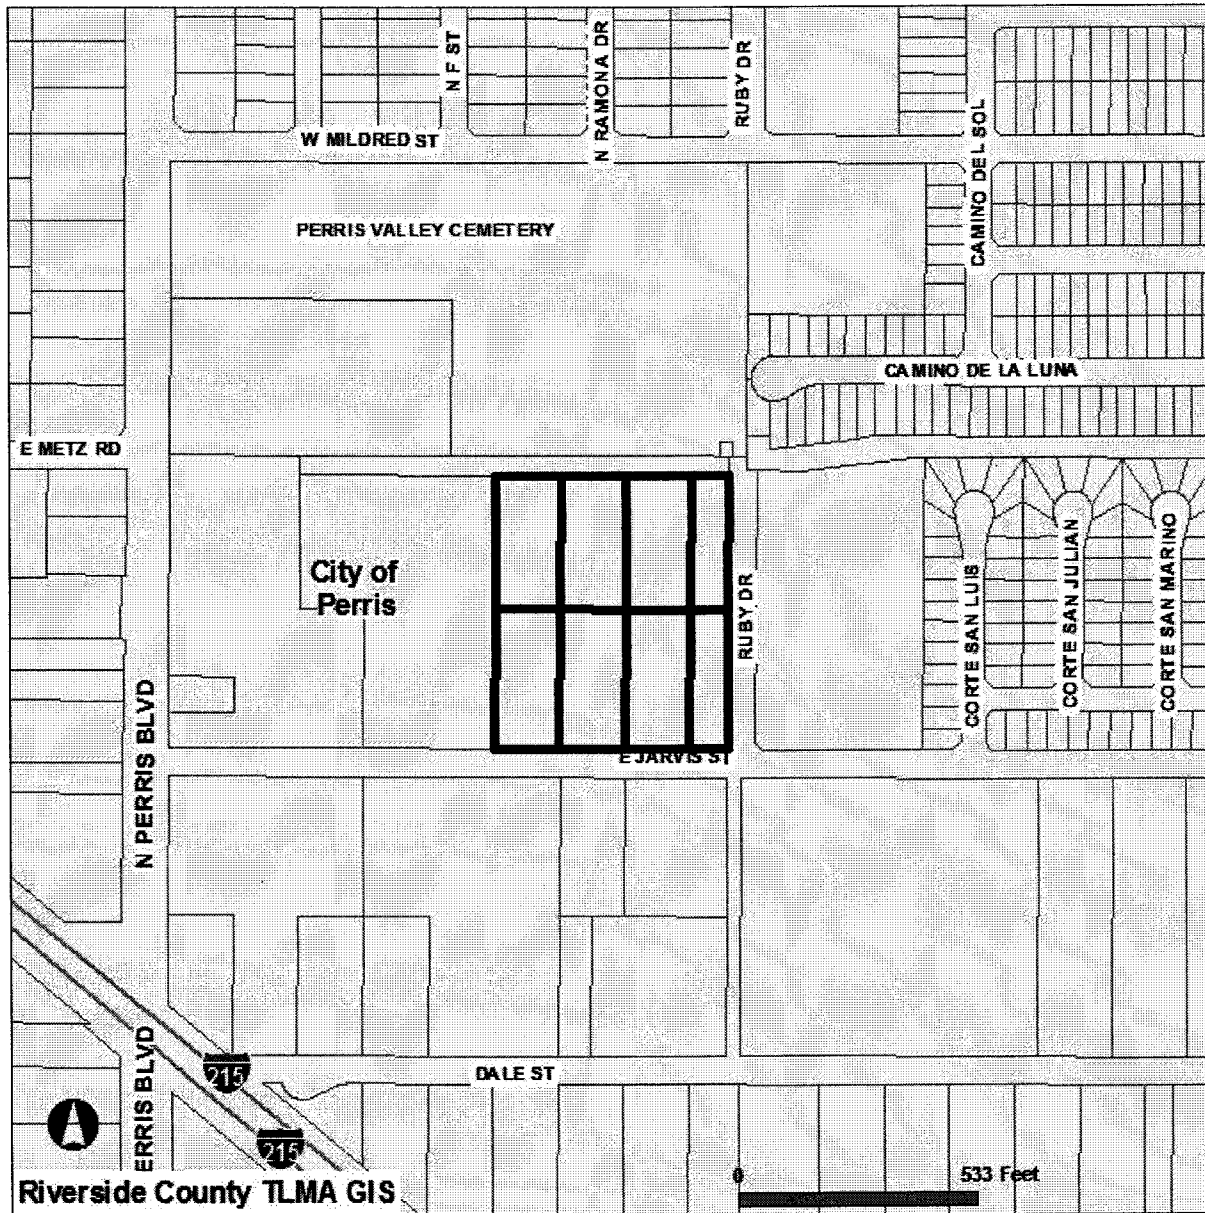 N F ST
N RAMONA DR
RUBY DR
W MILDRED ST
CAMINO DEL SOL
PERRIS VALLEY CEMETERY
CAMINO DE LA LUNA
E METZ RD
City of
Perris
RUBY DR
CORTE SAN LUIS
CORTE SAN JULIAN
CORTE SAN MARINO
N PERRIS BLVD
E JARVIS ST
215
DALE ST
ERRIS BLVD
215
0
533 Feet
Riverside County TLMA GIS